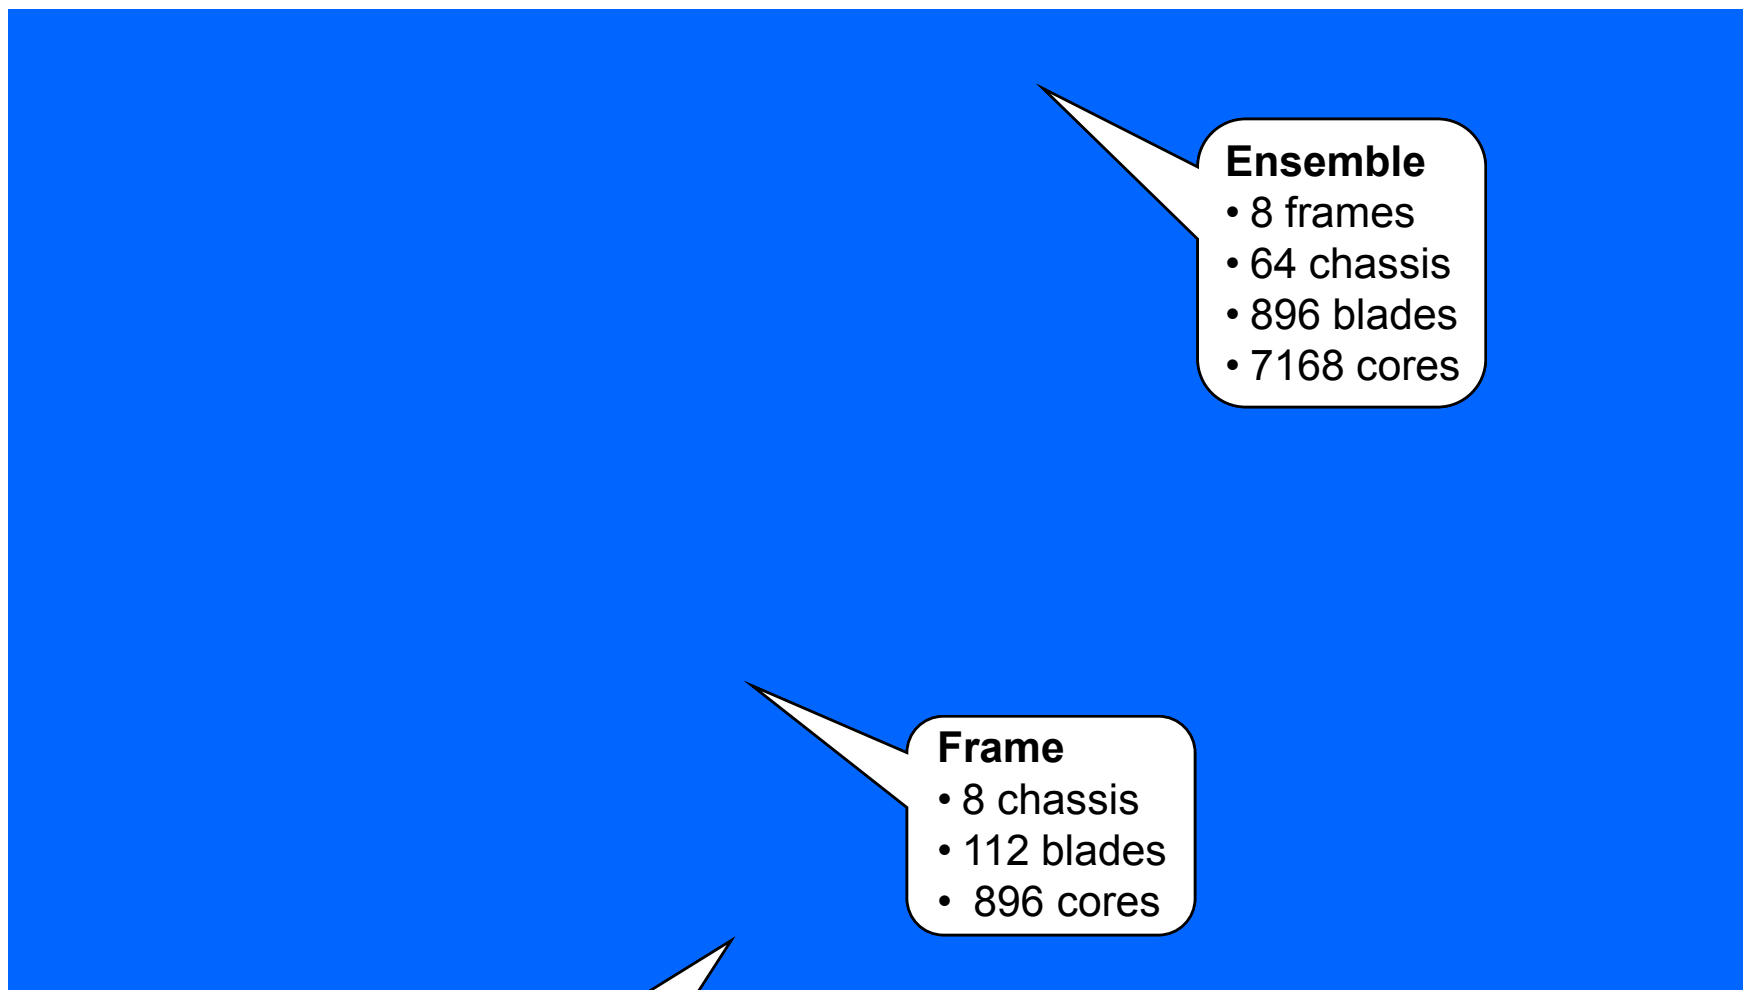 Ensemble
• 8 frames
• 64 chassis
• 896 blades
• 7168 cores
Frame
• 8 chassis
• 112 blades
• 896 cores